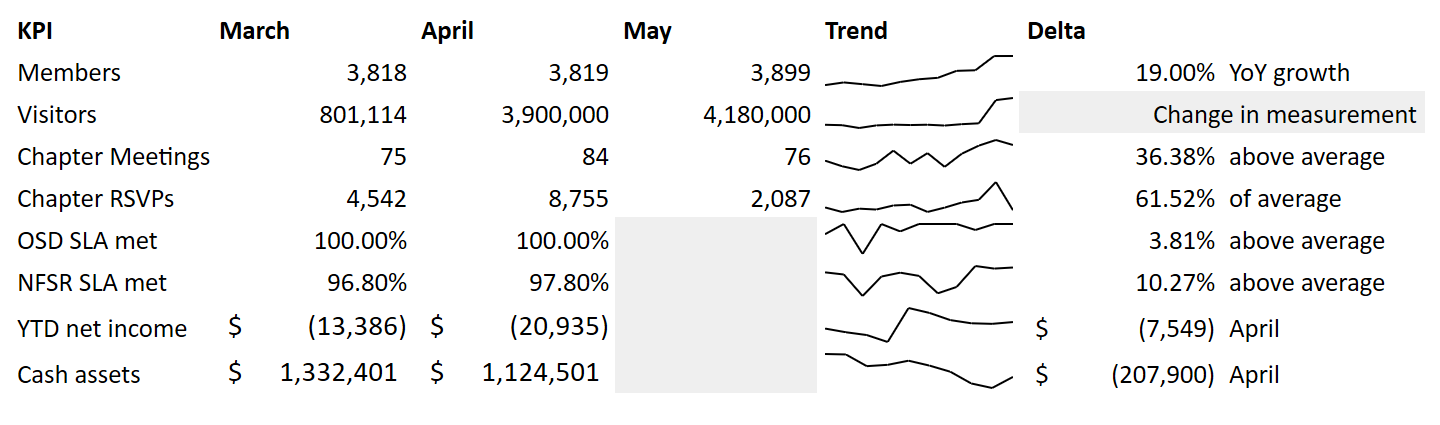 KPI March April May Trend Delta
Members 3,818 3,819 3,899 19.00% YoY growth
Visitors 801,114 3,900,000 4,180,000 Change in measurement
Chapter Meetings 75 84 76 36.38% above average
Chapter RSVPs 4,542 8,755 2,087 61.52% of average
OSD SLA met 100.00% 100.00% 3.81% above average
NFSR SLA met 96.80% 97.80% 10.27% above average
YTD net income $ (13,386) $ (20,935) $ (7,549) April
Cash assets $ 1,332,401 $ 1,124,501 $ (207,900) April